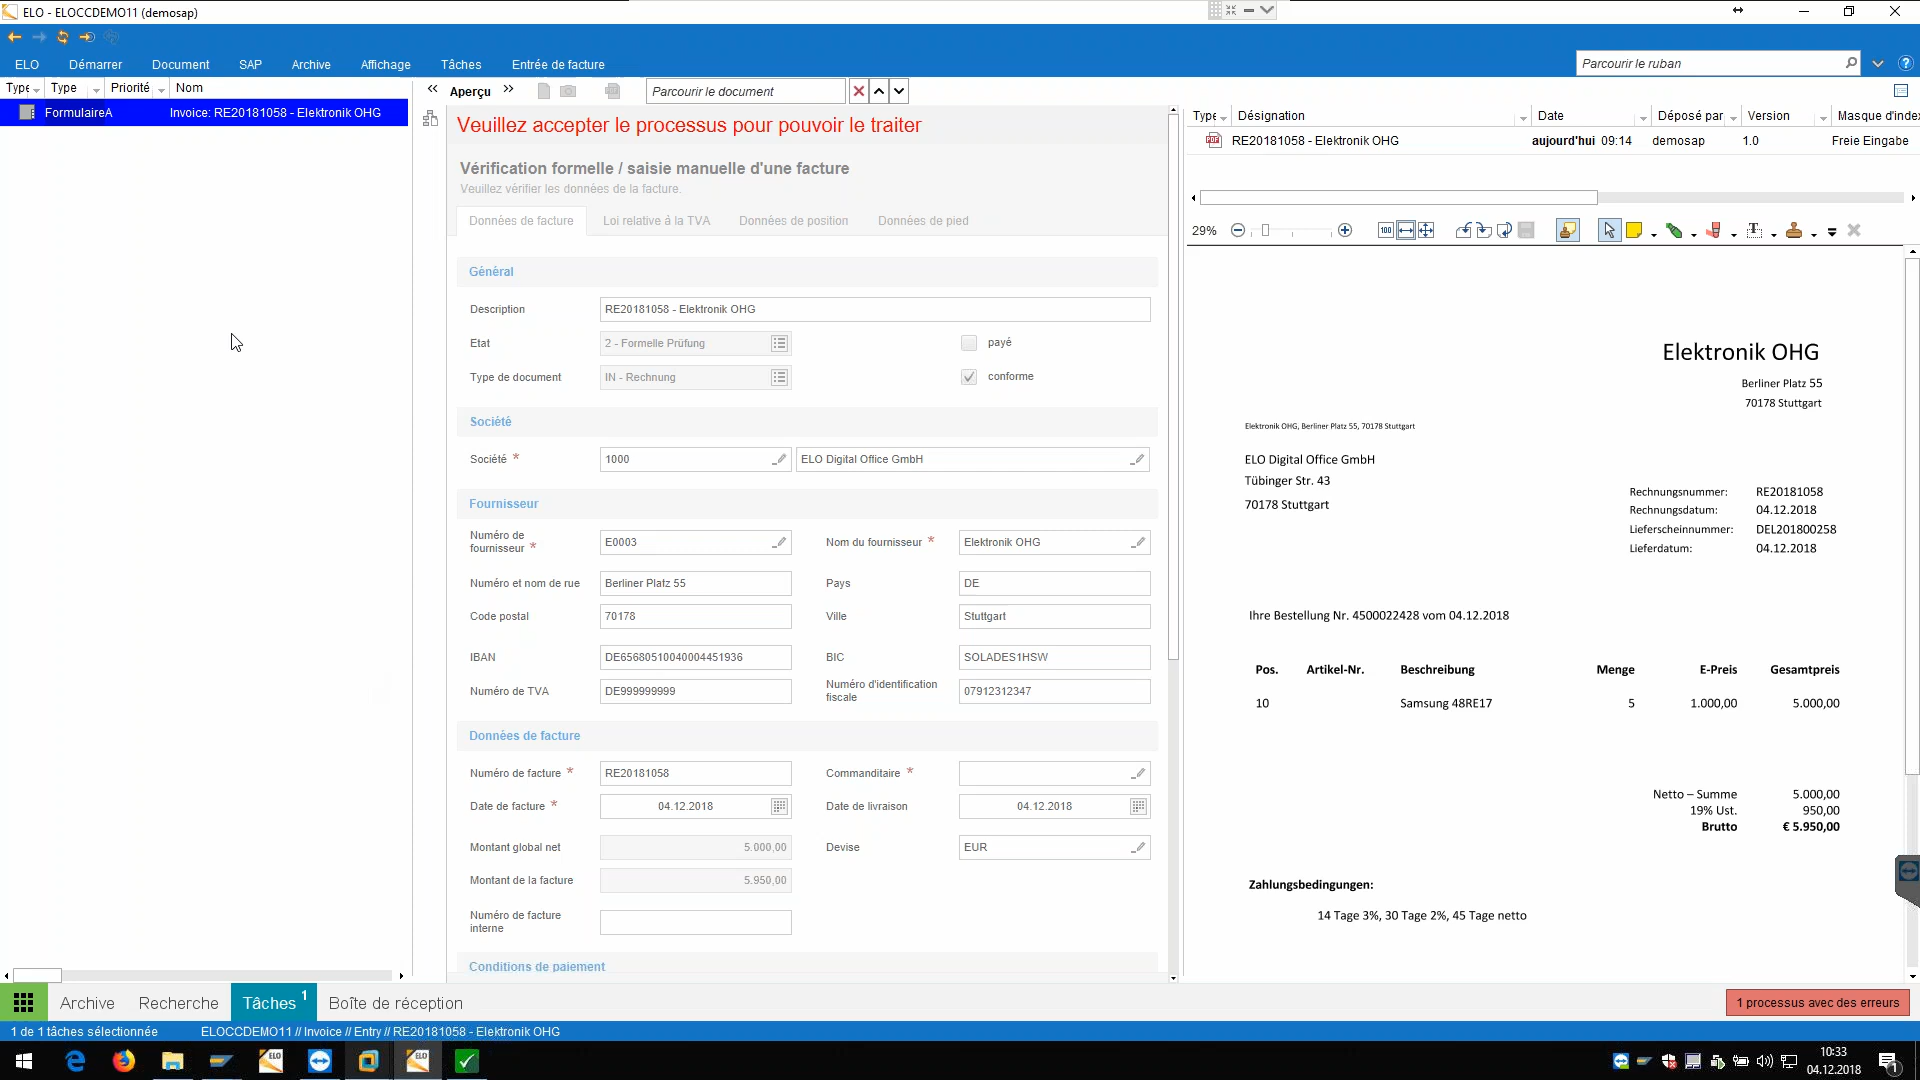 ELO - ELOCCDEMO11 (demosap)
ELO Démarrer Document SAP Archive Affichage Tâches Entrée de facture
Parcourir le ruban
Type Type Priorité Nom
FormulaireA Invoice: RE20181058 - Elektronik OHG
Aperçu
Parcourir le document
Veuillez accepter le processus pour pouvoir le traiter
Vérification formelle / saisie manuelle d'une facture
Veuillez vérifier les données de la facture.
Données de facture Loi relative à la TVA Données de position Données de pied
Général
Description RE20181058 - Elektronik OHG
Etat 2 - Formelle Prüfung payé
Type de document IN - Rechnung conforme
Société
Société * 1000 ELO Digital Office GmbH
Fournisseur
Numéro de fournisseur * E0003 Nom du fournisseur * Elektronik OHG
Numéro et nom de rue Berliner Platz 55 Pays DE
Code postal 70178 Ville Stuttgart
IBAN DE65680510040004451936 BIC SOLADES1HSW
Numéro de TVA DE999999999 Numéro d'identification fiscale 07912312347
Données de facture
Numéro de facture * RE20181058 Commanditaire *
Date de facture * 04.12.2018 Date de livraison 04.12.2018
Montant global net 5.000,00 Devise EUR
Montant de la facture 5.950,00
Numéro de facture interne
Conditions de paiement
Type Désignation Date Déposé par Version Masque d'index
RE20181058 - Elektronik OHG aujourd'hui 09:14 demosap 1.0 Freie Eingabe
29%
100
Elektronik OHG
Berliner Platz 55
70178 Stuttgart
Elektronik OHG, Berliner Platz 55, 70178 Stuttgart
ELO Digital Office GmbH
Tübinger Str. 43
70178 Stuttgart
Rechnungsnummer: RE20181058
Rechnungsdatum: 04.12.2018
Lieferscheinnummer: DEL201800258
Lieferdatum: 04.12.2018
Ihre Bestellung Nr. 4500022428 vom 04.12.2018
Pos. Artikel-Nr. Beschreibung Menge E-Preis Gesamtpreis
10 Samsung 48RE17 5 1.000,00 5.000,00
Netto – Summe 5.000,00
19% Ust. 950,00
Brutto € 5.950,00
Zahlungsbedingungen:
14 Tage 3%, 30 Tage 2%, 45 Tage netto
Archive Recherche Tâches 1 Boîte de réception
1 processus avec des erreurs
1 de 1 tâches sélectionnée ELOCCDEMO11 // Invoice // Entry // RE20181058 - Elektronik OHG
10:33
04.12.2018
1